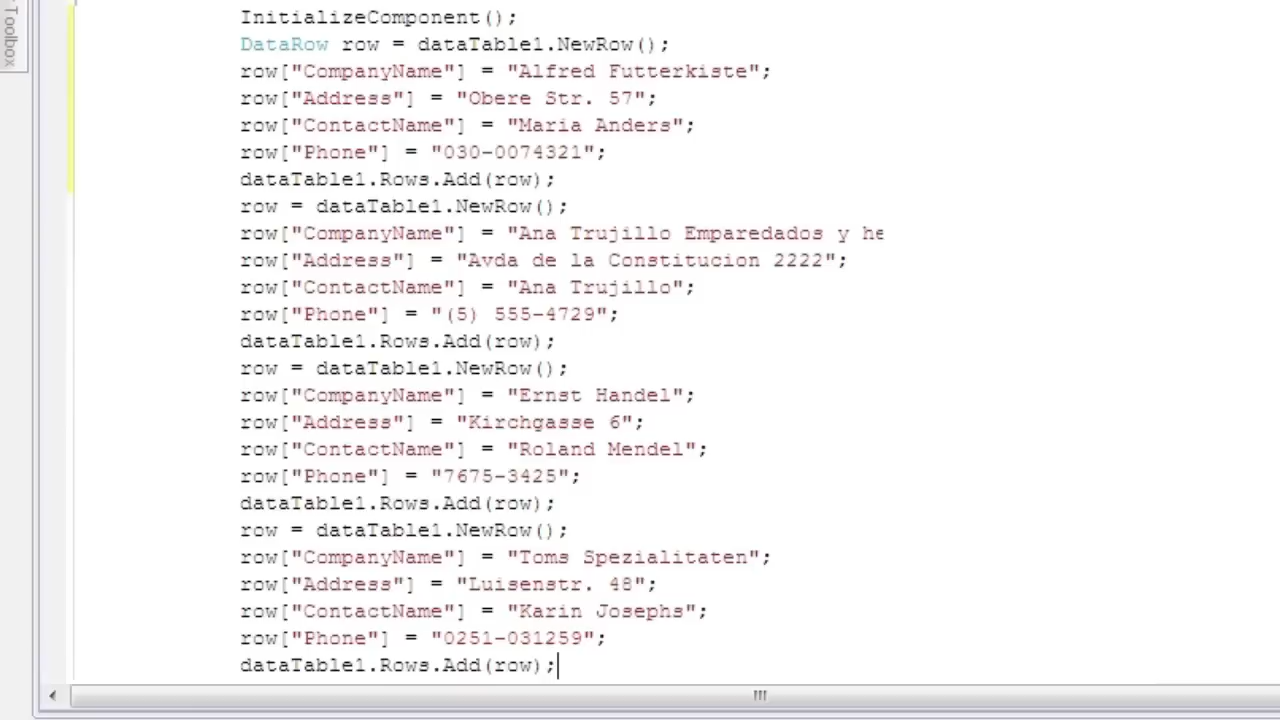 Toolbox
InitializeComponent();
DataRow row = dataTable1.NewRow();
row["CompanyName"] = "Alfred Futterkiste";
row["Address"] = "Obere Str. 57";
row["ContactName"] = "Maria Anders";
row["Phone"] = "030-0074321";
dataTable1.Rows.Add(row);
row = dataTable1.NewRow();
row["CompanyName"] = "Ana Trujillo Emparedados y he
row["Address"] = "Avda de la Constitucion 2222";
row["ContactName"] = "Ana Trujillo";
row["Phone"] = "(5) 555-4729";
dataTable1.Rows.Add(row);
row = dataTable1.NewRow();
row["CompanyName"] = "Ernst Handel";
row["Address"] = "Kirchgasse 6";
row["ContactName"] = "Roland Mendel";
row["Phone"] = "7675-3425";
dataTable1.Rows.Add(row);
row = dataTable1.NewRow();
row["CompanyName"] = "Toms Spezialitaten";
row["Address"] = "Luisenstr. 48";
row["ContactName"] = "Karin Josephs";
row["Phone"] = "0251-031259";
dataTable1.Rows.Add(row);